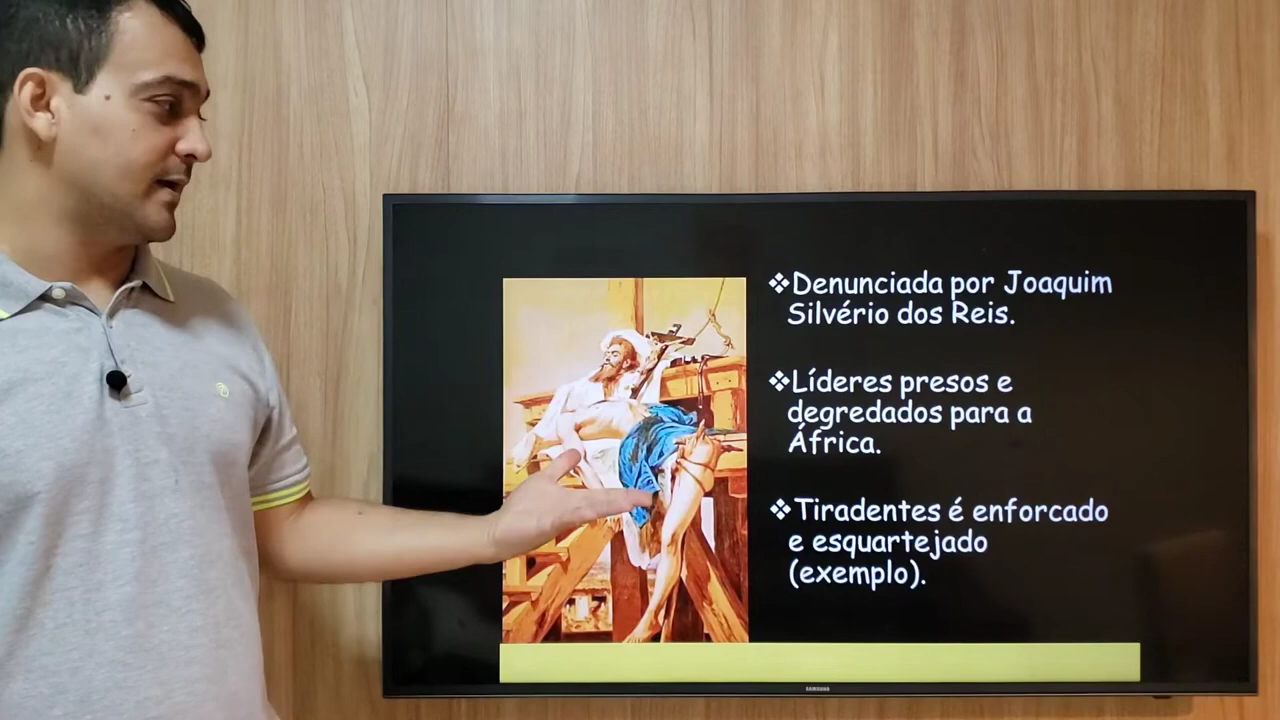 ❖Denunciada por Joaquim
Silvério dos Reis.
❖Líderes presos e
degredados para a
África.
❖Tiradentes é enforcado
e esquartejado
(exemplo).
SAMSUNG